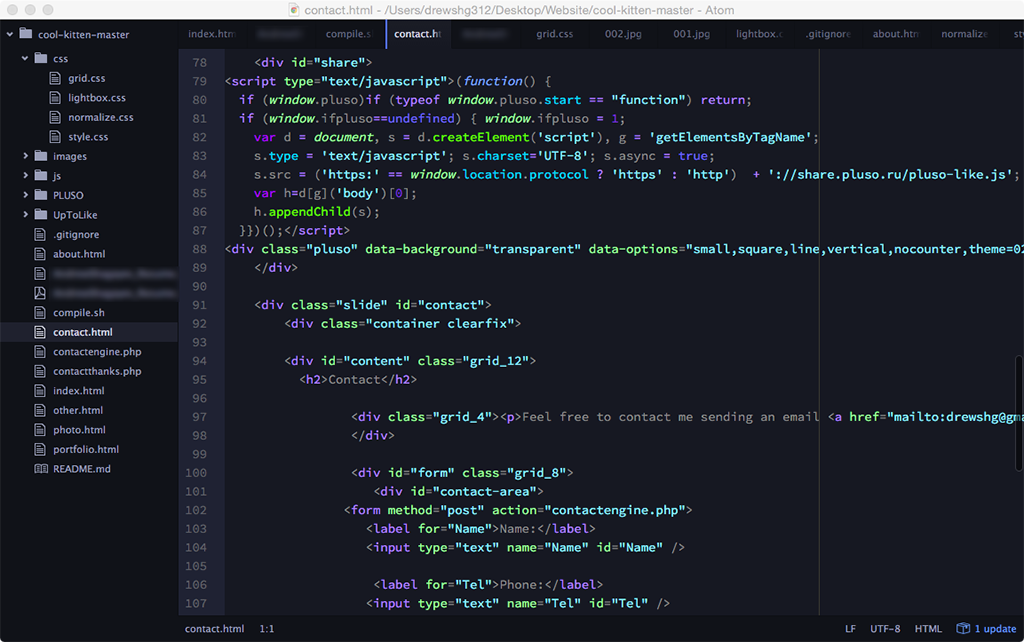 contact.html - /Users/drewshg312/Desktop/Website/cool-kitten-master - Atom
cool-kitten-master
css
grid.css
lightbox.css
normalize.css
style.css
images
js
PLUSO
UpToLike
.gitignore
about.html
compile.sh
contact.html
contactengine.php
contactthanks.php
index.html
other.html
photo.html
portfolio.html
README.md
index.htm compile.s contact.ht grid.css 002.jpg 001.jpg lightbox.c .gitignore about.htm normalize st
78 <div id="share">
79 <script type="text/javascript">(function() {
80 if (window.pluso)if (typeof window.pluso.start == "function") return;
81 if (window.ifpluso==undefined) { window.ifpluso = 1;
82 var d = document, s = d.createElement('script'), g = 'getElementsByTagName';
83 s.type = 'text/javascript'; s.charset='UTF-8'; s.async = true;
84 s.src = ('https:' == window.location.protocol ? 'https' : 'http') + '://share.pluso.ru/pluso-like.js';
85 var h=d[g]('body')[0];
86 h.appendChild(s);
87 }})();</script>
88 <div class="pluso" data-background="transparent" data-options="small,square,line,vertical,nocounter,theme=02
89 </div>
90
91 <div class="slide" id="contact">
92 <div class="container clearfix">
93
94 <div id="content" class="grid_12">
95 <h2>Contact</h2>
96
97 <div class="grid_4"><p>Feel free to contact me sending an email <a href="mailto:drewshg@gma
98 </div>
99
100 <div id="form" class="grid_8">
101 <div id="contact-area">
102 <form method="post" action="contactengine.php">
103 <label for="Name">Name:</label>
104 <input type="text" name="Name" id="Name" />
105
106 <label for="Tel">Phone:</label>
107 <input type="text" name="Tel" id="Tel" />
contact.html 1:1 LF UTF-8 HTML 1 update